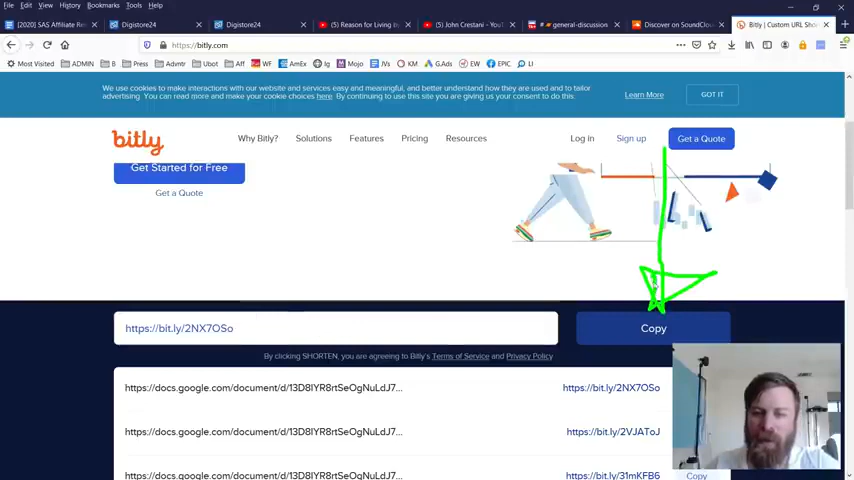 File Edit View History Bookmarks Tools Help
[2020] SAS Affiliate Re Digistore24 Digistore24 (5) Reason for Living by (5) John Crestani - YouT general-discussion Discover on SoundClou Bitly | Custom URL Sho
https://bitly.com
Most Visited ADMIN B Press Advntr Ubot Aff WF AmEx Ig Mojo JVs KM G.Ads EW EPIC LI
We use cookies to make interactions with our website and services easy and meaningful, and better understand how they are used and to tailor
advertising. You can read more and make your cookie choices here. By continuing to use this site you are giving us your consent to do this.
Learn More
GOT IT
bitly
Why Bitly? Solutions Features Pricing Resources Log in Sign up Get a Quote
Get Started for Free
Get a Quote
https://bit.ly/2NX7OSo Copy
By clicking SHORTEN, you are agreeing to Bitly's Terms of Service and Privacy Policy
https://docs.google.com/document/d/13D8IYR8rtSeOgNuLdJ7... https://bit.ly/2NX7OSo
https://docs.google.com/document/d/13D8IYR8rtSeOgNuLdJ7... https://bit.ly/2VJAToJ
https://docs.google.com/document/d/13D8IYR8rtSeOgNuLdJ7... https://bit.ly/31mKFB6 Copy